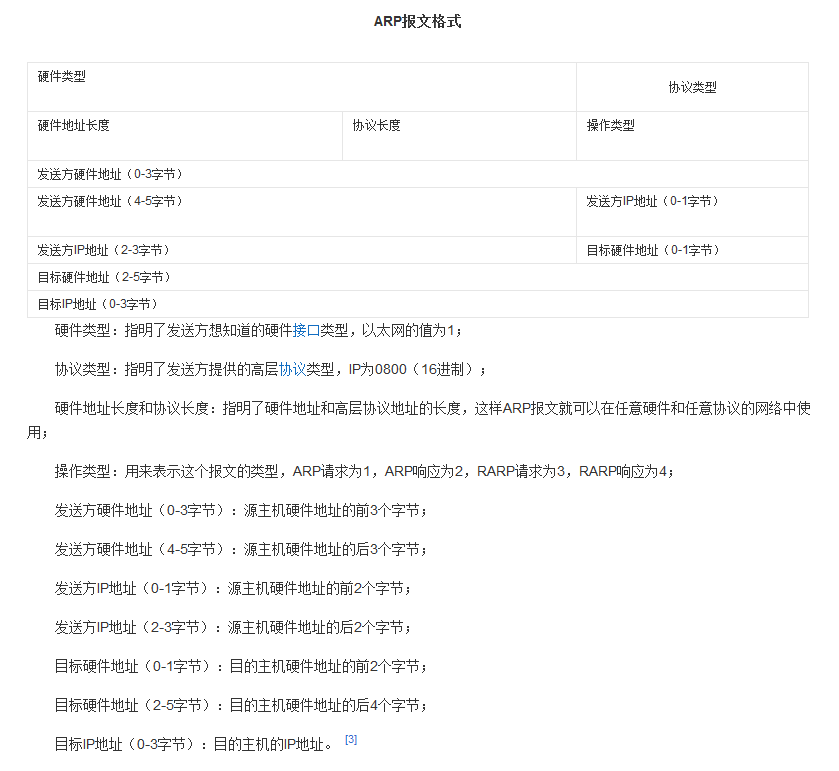 ARP报文格式
硬件类型
协议类型
硬件地址长度
协议长度
操作类型
发送方硬件地址（0-3字节）
发送方硬件地址（4-5字节）
发送方IP地址（0-1字节）
发送方IP地址（2-3字节）
目标硬件地址（0-1字节）
目标硬件地址（2-5字节）
目标IP地址（0-3字节）
硬件类型：指明了发送方想知道的硬件接口类型，以太网的值为1；
协议类型：指明了发送方提供的高层协议类型，IP为0800（16进制）；
硬件地址长度和协议长度：指明了硬件地址和高层协议地址的长度，这样ARP报文就可以在任意硬件和任意协议的网络中使
用；
操作类型：用来表示这个报文的类型，ARP请求为1，ARP响应为2，RARP请求为3，RARP响应为4；
发送方硬件地址（0-3字节）：源主机硬件地址的前3个字节；
发送方硬件地址（4-5字节）：源主机硬件地址的后3个字节；
发送方IP地址（0-1字节）：源主机硬件地址的前2个字节；
发送方IP地址（2-3字节）：源主机硬件地址的后2个字节；
目标硬件地址（0-1字节）：目的主机硬件地址的前2个字节；
目标硬件地址（2-5字节）：目的主机硬件地址的后4个字节；
目标IP地址（0-3字节）：目的主机的IP地址。 [3]